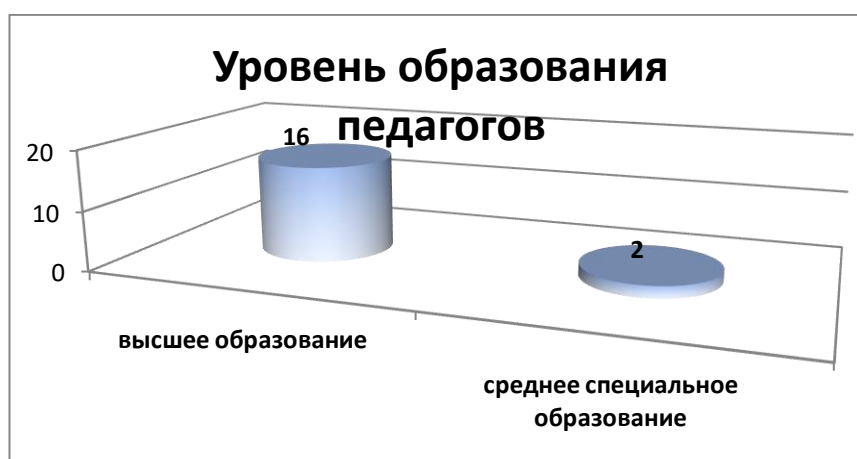 Уровень образования
педагогов
16
20
10
0
2
высшее образование
среднее специальное
образование